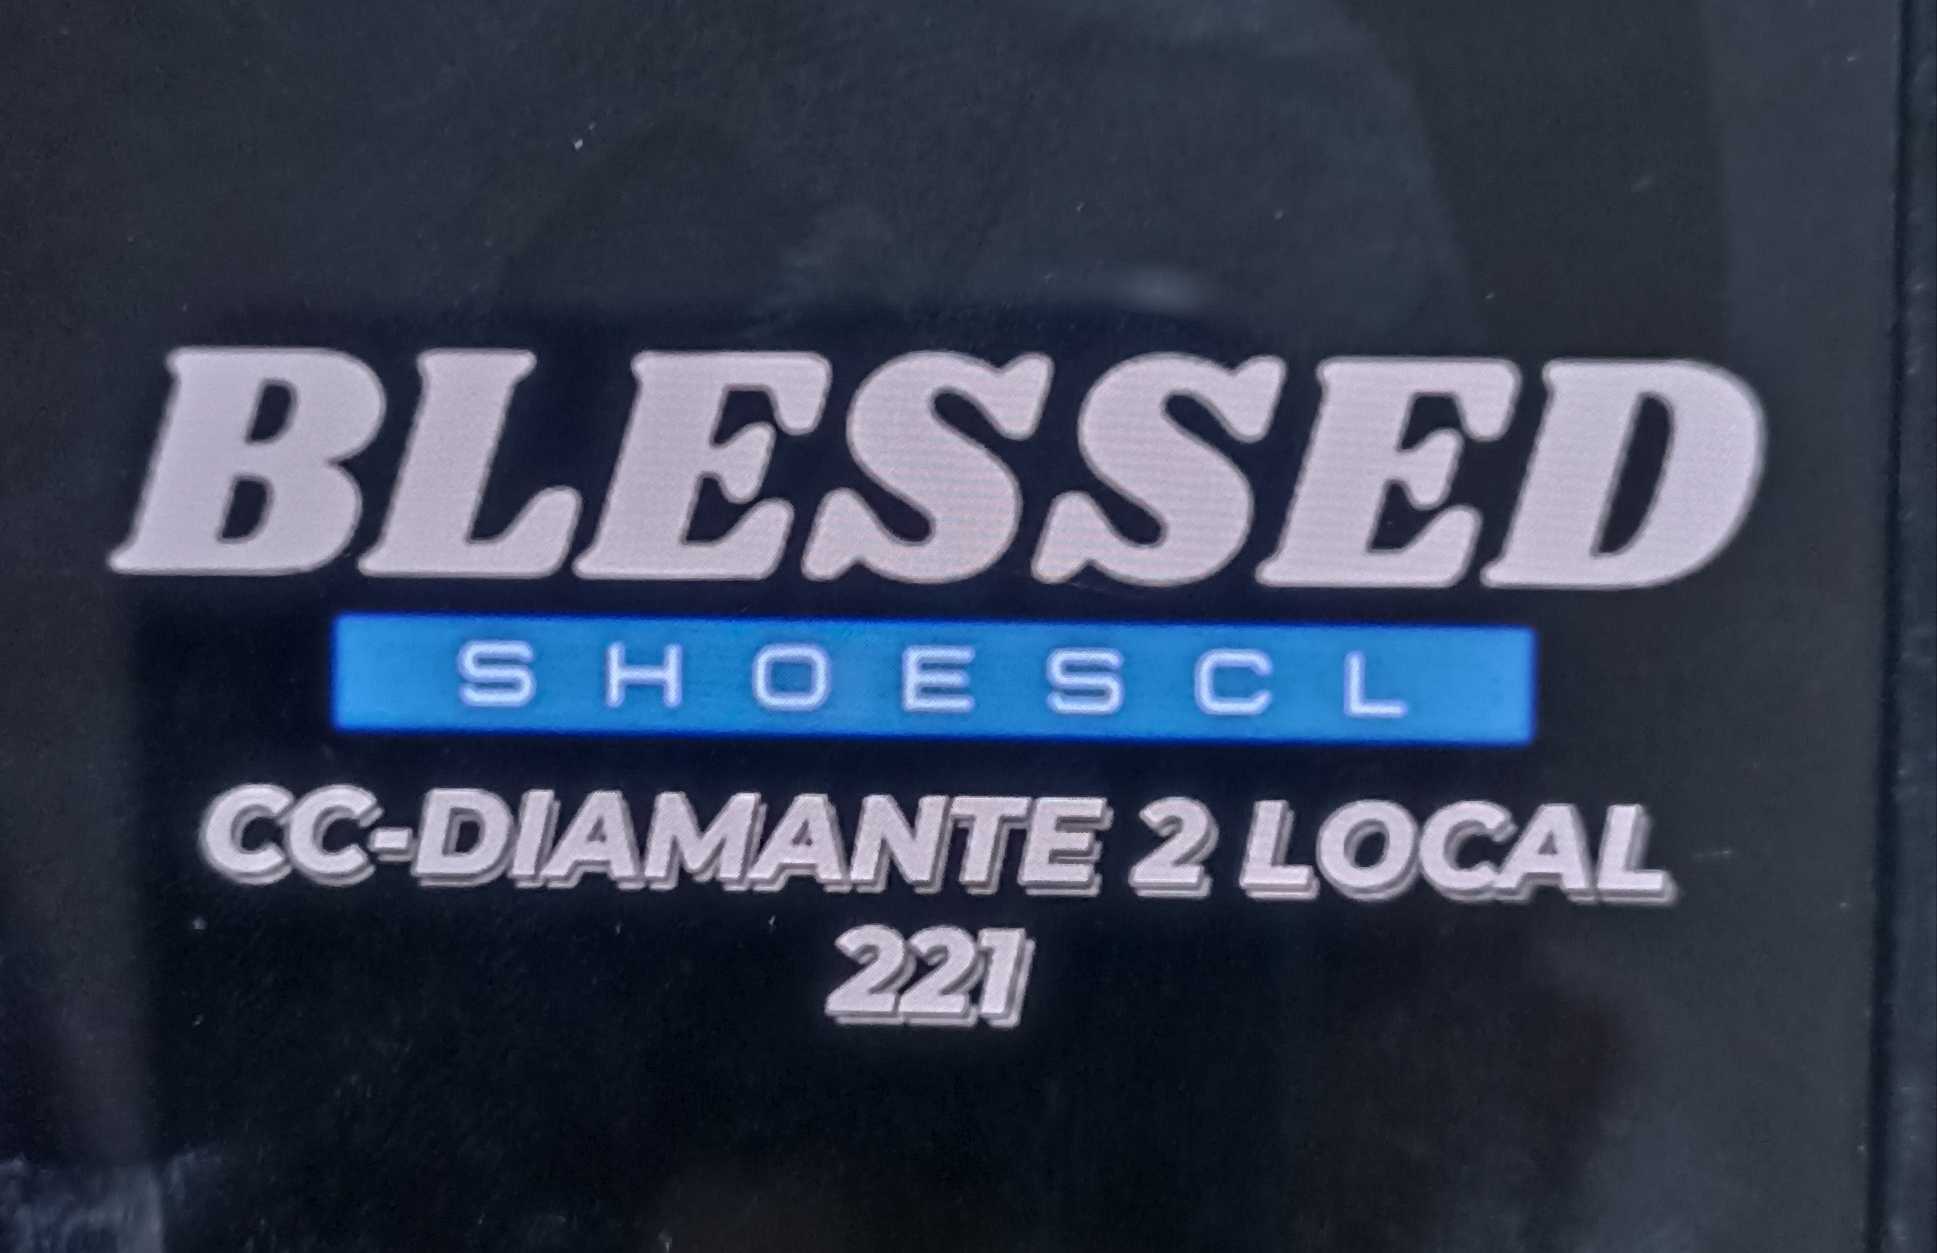 BLESSED
SHOESCL
CC-DIAMANTE 2 LOCAL
221